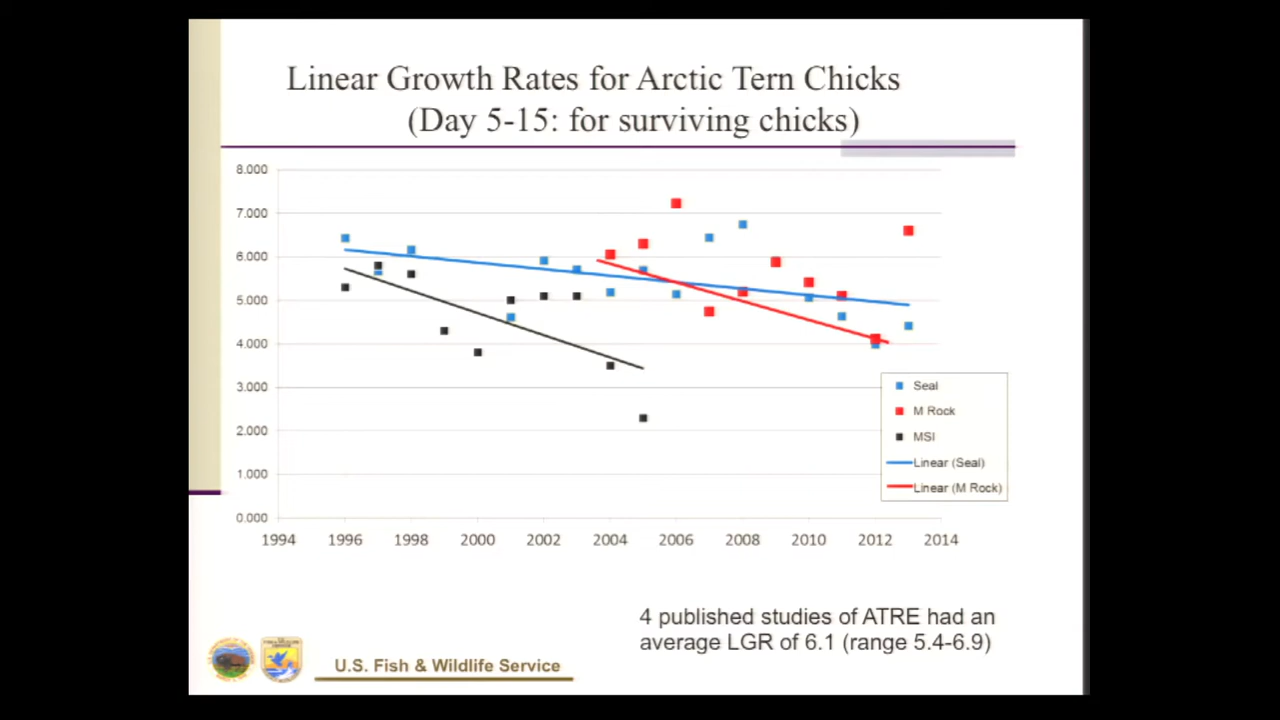 Linear Growth Rates for Arctic Tern Chicks
(Day 5-15: for surviving chicks)
8.000
7.000
6.000
5.000
4.000
3.000
2.000
1.000
0.000
1994 1996 1998 2000 2002 2004 2006 2008 2010 2012 2014
Seal
M Rock
MSI
Linear (Seal)
Linear (M Rock)
4 published studies of ATRE had an
average LGR of 6.1 (range 5.4-6.9)
U.S. Fish & Wildlife Service